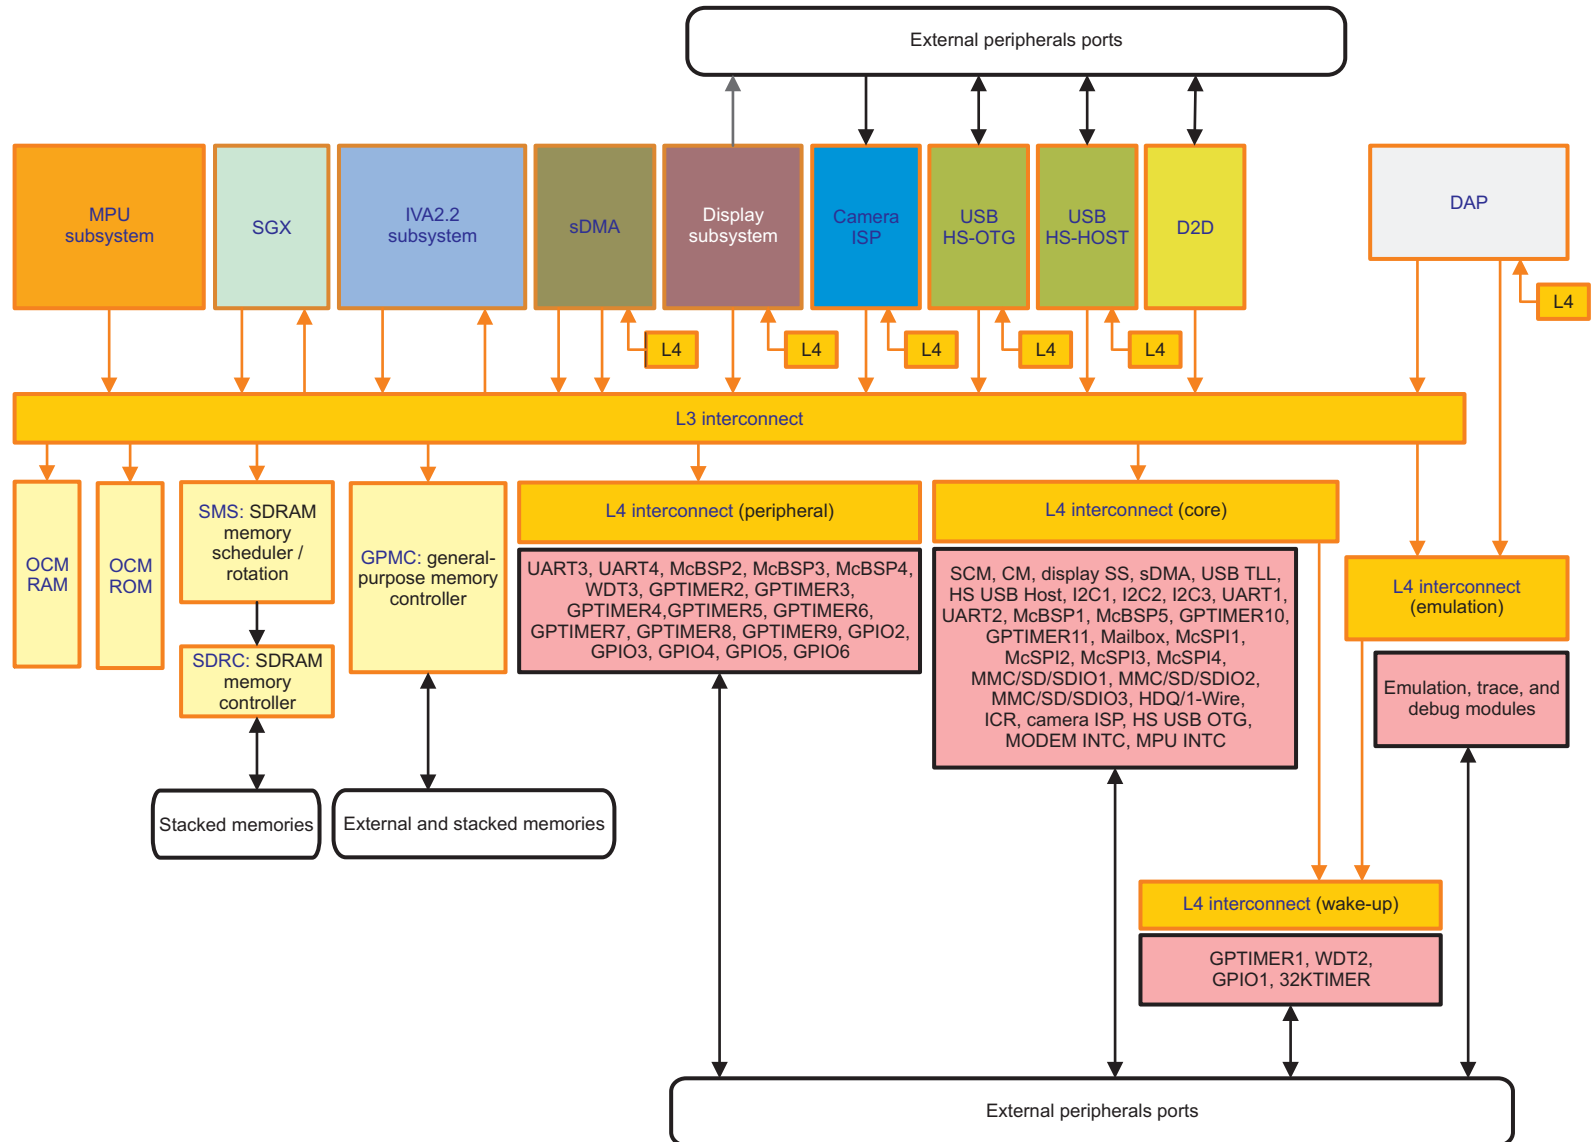 External peripherals ports
MPU
subsystem
SGX
IVA2.2
subsystem
sDMA
Display
subsystem
Camera
ISP
USB
HS-OTG
USB
HS-HOST
D2D
DAP
L4
L4
L4
L4
L4
L4
L3 interconnect
OCM
RAM
OCM
ROM
SMS: SDRAM
memory
scheduler /
rotation
SDRC: SDRAM
memory
controller
Stacked memories
GPMC: general-
purpose memory
controller
External and stacked memories
L4 interconnect (peripheral)
UART3, UART4, McBSP2, McBSP3, McBSP4,
WDT3, GPTIMER2, GPTIMER3,
GPTIMER4,GPTIMER5, GPTIMER6,
GPTIMER7, GPTIMER8, GPTIMER9, GPIO2,
GPIO3, GPIO4, GPIO5, GPIO6
L4 interconnect (core)
SCM, CM, display SS, sDMA, USB TLL,
HS USB Host, I2C1, I2C2, I2C3, UART1,
UART2, McBSP1, McBSP5, GPTIMER10,
GPTIMER11, Mailbox, McSPI1,
McSPI2, McSPI3, McSPI4,
MMC/SD/SDIO1, MMC/SD/SDIO2,
MMC/SD/SDIO3, HDQ/1-Wire,
ICR, camera ISP, HS USB OTG,
MODEM INTC, MPU INTC
L4 interconnect
(emulation)
Emulation, trace, and
debug modules
L4 interconnect (wake-up)
GPTIMER1, WDT2,
GPIO1, 32KTIMER
External peripherals ports